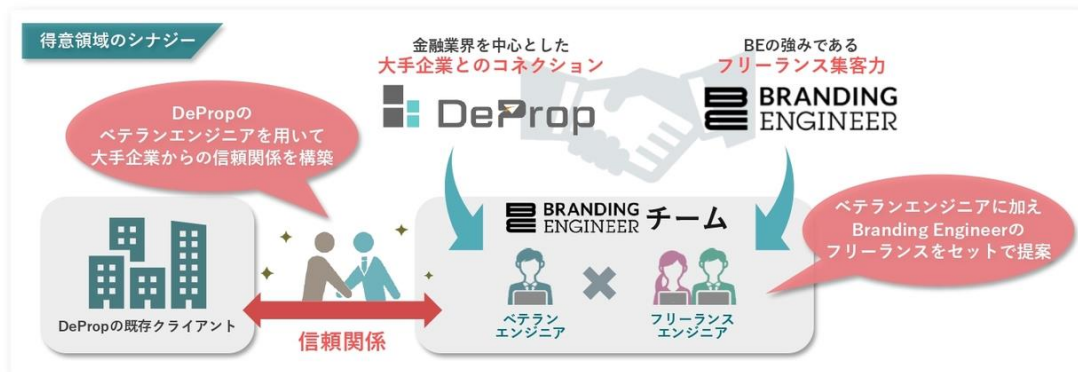 得意領域のシナジー
金融業界を中心とした
大手企業とのコネクション
DeProp
BEの強みである
フリーランス集客力
BRANDING
ENGINEER
DePropの
ベテランエンジニアを用いて
大手企業からの信頼関係を構築
DePropの既存クライアント
信頼関係
BRANDING
ENGINEER チーム
ベテラン
エンジニア
フリーランス
エンジニア
ベテランエンジニアに加え
Branding Engineerの
フリーランスをセットで提案